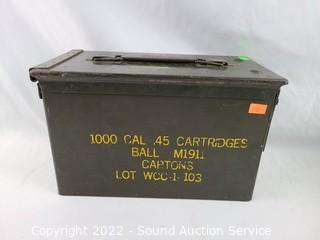 1000 CAL .45 CARTRIDGES
BALL M1911
CARTONS
LOT WCC-1-103
Copyright 2022 - Sound Auction Service